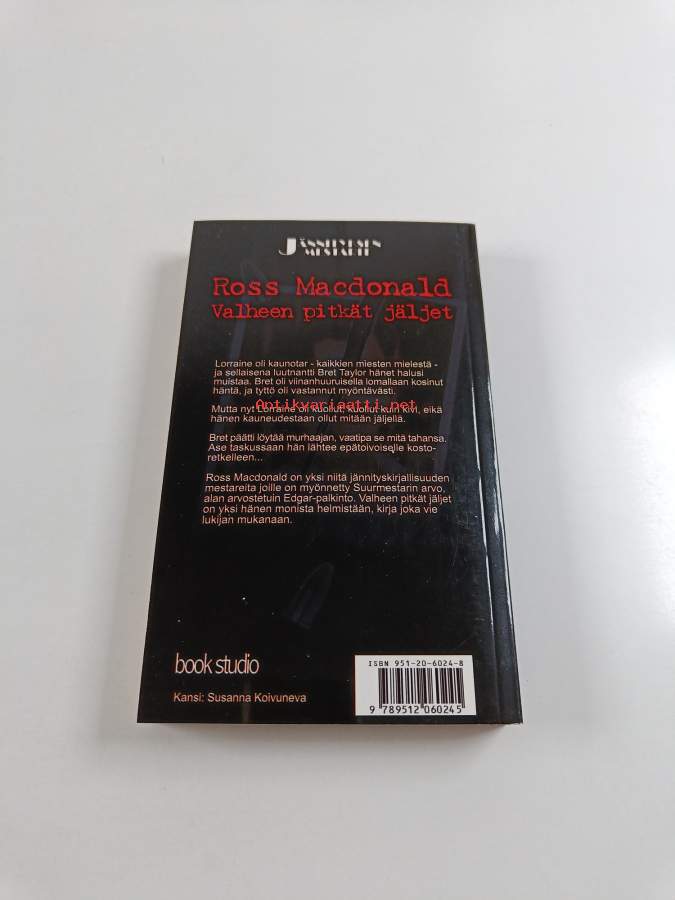 JÄNNITYKSEN
MESTARIT
Ross Macdonald
Valheen pitkät jäljet
Lorraine oli kaunotar - kaikkien miesten mielestä -
ja sellaisena luutnantti Bret Taylor hänet halusi
muistaa. Bret oli viinanhuuruisella lomallaan kosinut
häntä, ja tyttö oli vastannut myöntävästi.
Antikvariaatti.net
Mutta nyt Lorraine oli kuollut, kuollut kuin kivi, eikä
hänen kauneudestaan ollut mitään jäljellä.
Bret päätti löytää murhaajan, vaatipa se mitä tahansa.
Ase taskussaan hän lähtee epätoivoiselle kosto-
retkelleen...
Ross Macdonald on yksi niitä jännityskirjallisuuden
mestareita joille on myönnetty Suurmestarin arvo,
alan arvostetuin Edgar-palkinto. Valheen pitkät jäljet
on yksi hänen monista helmistään, kirja joka vie
lukijan mukanaan.
book studio
Kansi: Susanna Koivuneva
ISBN 951-20-6024-8
9 789512 060245